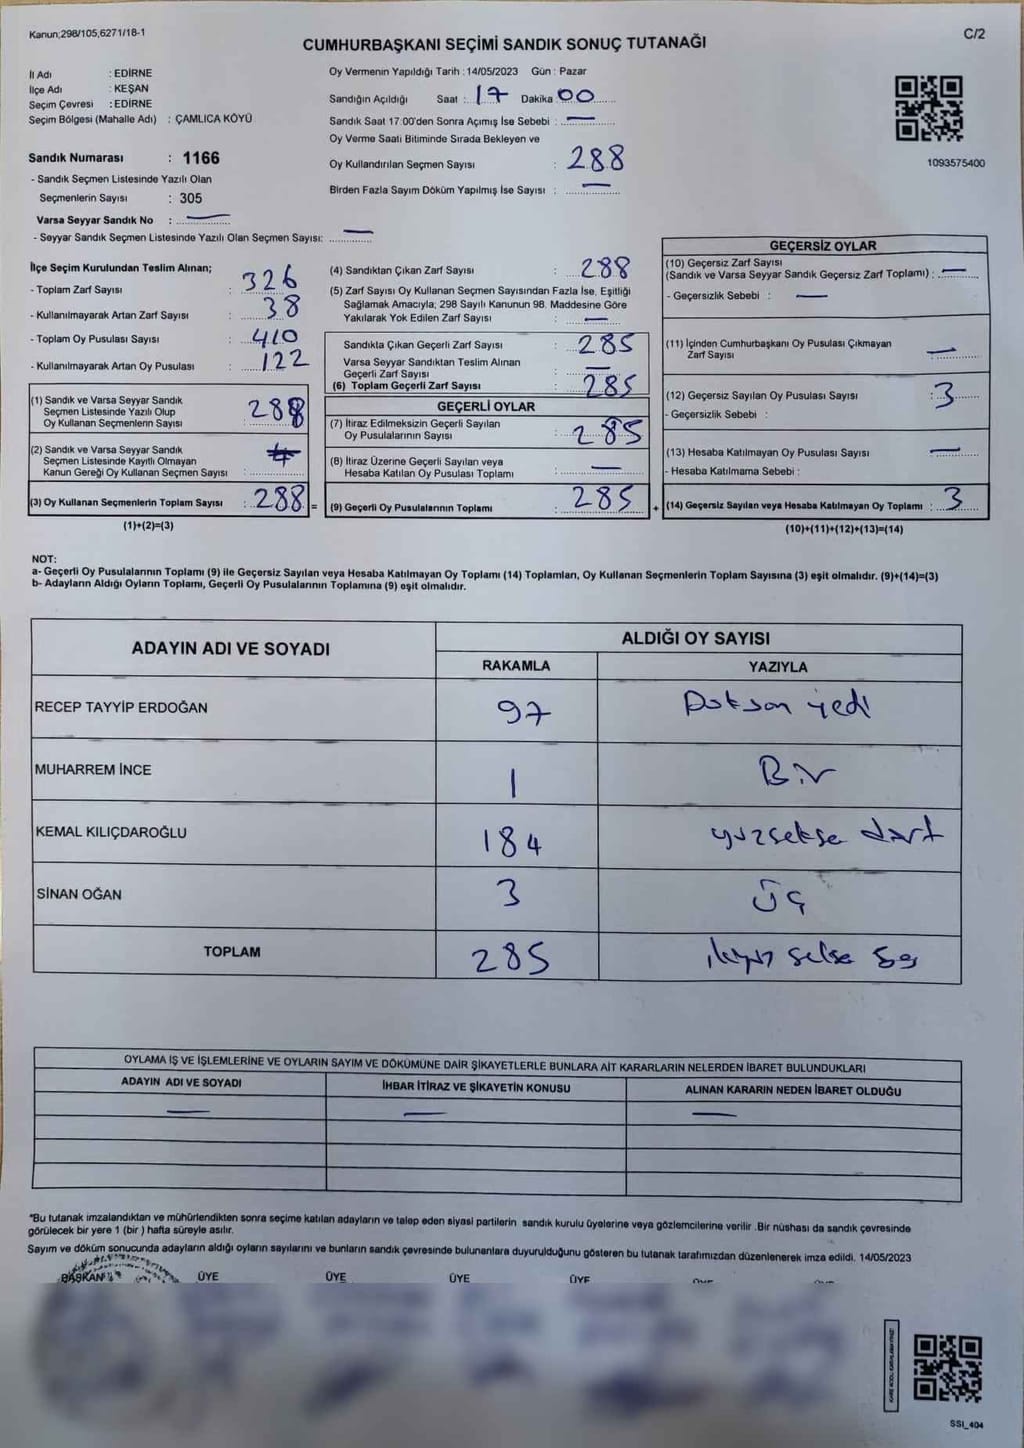 Kanun;298/105,6271/18-1
C/2
CUMHURBAŞKANI SEÇİMİ SANDIK SONUÇ TUTANAĞI
İl Adı : EDİRNE
İlçe Adı : KEŞAN
Seçim Çevresi : EDİRNE
Seçim Bölgesi (Mahalle Adı) : ÇAMLICA KÖYÜ
Sandık Numarası : 1166
- Sandık Seçmen Listesinde Yazılı Olan
Seçmenlerin Sayısı : 305
Varsa Seyyar Sandık No : —
- Seyyar Sandık Seçmen Listesinde Yazılı Olan Seçmen Sayısı: —
Oy Vermenin Yapıldığı Tarih : 14/05/2023 Gün : Pazar
Sandığın Açıldığı Saat : 17 Dakika 00
Sandık Saat 17:00'den Sonra Açımış İse Sebebi : —
Oy Verme Saati Bitiminde Sırada Bekleyen ve
Oy Kullandırılan Seçmen Sayısı : 288
Birden Fazla Sayım Döküm Yapılmış İse Sayısı : —
1093575400
İlçe Seçim Kurulundan Teslim Alınan;
- Toplam Zarf Sayısı : 326
- Kullanılmayarak Artan Zarf Sayısı : 38
- Toplam Oy Pusulası Sayısı : 410
- Kullanılmayarak Artan Oy Pusulası : 122
(1) Sandık ve Varsa Seyyar Sandık
Seçmen Listesinde Yazılı Olup
Oy Kullanan Seçmenlerin Sayısı : 288
(2) Sandık ve Varsa Seyyar Sandık
Seçmen Listesinde Kayıtlı Olmayan
Kanun Gereği Oy Kullanan Seçmen Sayısı :
(3) Oy Kullanan Seçmenlerin Toplam Sayısı : 288 =
(1)+(2)=(3)
(4) Sandıktan Çıkan Zarf Sayısı : 288
(5) Zarf Sayısı Oy Kullanan Seçmen Sayısından Fazla İse, Eşitliği
Sağlamak Amacıyla; 298 Sayılı Kanunun 98. Maddesine Göre
Yakılarak Yok Edilen Zarf Sayısı : —
Sandıkta Çıkan Geçerli Zarf Sayısı : 285
Varsa Seyyar Sandıktan Teslim Alınan
Geçerli Zarf Sayısı : —
(6) Toplam Geçerli Zarf Sayısı : 285
GEÇERLİ OYLAR
(7) İtiraz Edilmeksizin Geçerli Sayılan
Oy Pusulalarının Sayısı : 285
(8) İtiraz Üzerine Geçerli Sayılan veya
Hesaba Katılan Oy Pusulası Toplamı : —
(9) Geçerli Oy Pusulalarının Toplamı : 285 +
GEÇERSİZ OYLAR
(10) Geçersiz Zarf Sayısı
(Sandık ve Varsa Seyyar Sandık Geçersiz Zarf Toplamı) : —
- Geçersizlik Sebebi : —
(11) İçinden Cumhurbaşkanı Oy Pusulası Çıkmayan
Zarf Sayısı : —
(12) Geçersiz Sayılan Oy Pusulası Sayısı : 3
- Geçersizlik Sebebi :
(13) Hesaba Katılmayan Oy Pusulası Sayısı : —
- Hesaba Katılmama Sebebi :
(14) Geçersiz Sayılan veya Hesaba Katılmayan Oy Toplamı : 3
(10)+(11)+(12)+(13)=(14)
NOT:
a- Geçerli Oy Pusulalarının Toplamı (9) ile Geçersiz Sayılan veya Hesaba Katılmayan Oy Toplamı (14) Toplamları, Oy Kullanan Seçmenlerin Toplam Sayısına (3) eşit olmalıdır. (9)+(14)=(3)
b- Adayların Aldığı Oyların Toplamı, Geçerli Oy Pusulalarının Toplamına (9) eşit olmalıdır.
ADAYIN ADI VE SOYADI
ALDIĞI OY SAYISI
RAKAMLA YAZIYLA
RECEP TAYYİP ERDOĞAN 97 Doksan yedi
MUHARREM İNCE 1 Bir
KEMAL KILIÇDAROĞLU 184 yüzsekse dört
SİNAN OĞAN 3 üç
TOPLAM 285 ikiyüz sekse beş
OYLAMA İŞ VE İŞLEMLERİNE VE OYLARIN SAYIM VE DÖKÜMÜNE DAİR ŞİKAYETLERLE BUNLARA AİT KARARLARIN NELERDEN İBARET BULUNDUKLARI
ADAYIN ADI VE SOYADI İHBAR İTİRAZ VE ŞİKAYETİN KONUSU ALINAN KARARIN NEDEN İBARET OLDUĞU
— — —
"Bu tutanak imzalandıktan ve mühürlendikten sonra seçime katılan adayların ve talep eden siyasi partilerin sandık kurulu üyelerine veya gözlemcilerine verilir .Bir nüshası da sandık çevresinde
görülecek bir yere 1 (bir ) hafta süreyle asılır.
Sayım ve döküm sonucunda adayların aldığı oyların sayılarını ve bunların sandık çevresinde bulunanlara duyurulduğunu gösteren bu tutanak tarafımızdan düzenlenerek imza edildi. 14/05/2023
BAŞKAN ÜYE ÜYE ÜYE ÜYE
SSI_404